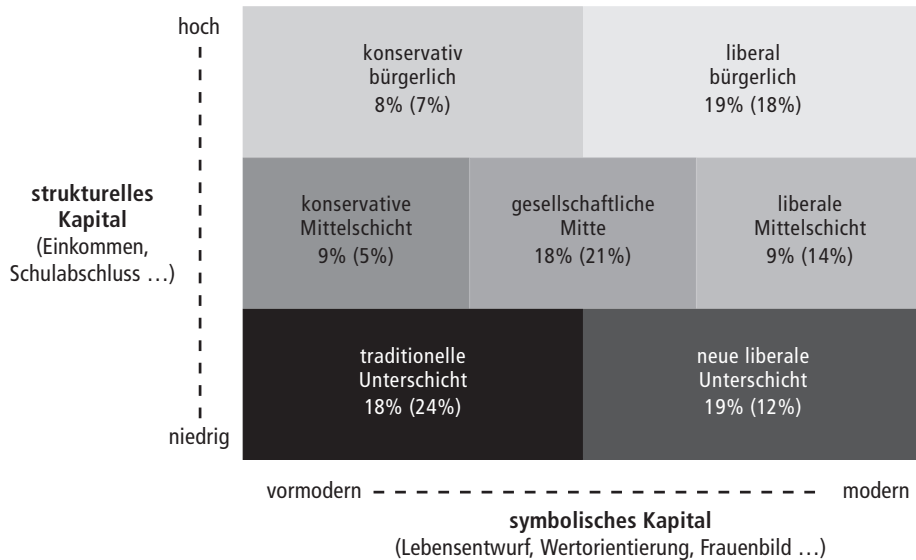 hoch
konservativ
bürgerlich
8% (7%)
liberal
bürgerlich
19% (18%)
strukturelles
Kapital
(Einkommen,
Schulabschluss …)
konservative
Mittelschicht
9% (5%)
gesellschaftliche
Mitte
18% (21%)
liberale
Mittelschicht
9% (14%)
traditionelle
Unterschicht
18% (24%)
neue liberale
Unterschicht
19% (12%)
niedrig
vormodern
modern
symbolisches Kapital
(Lebensentwurf, Wertorientierung, Frauenbild …)